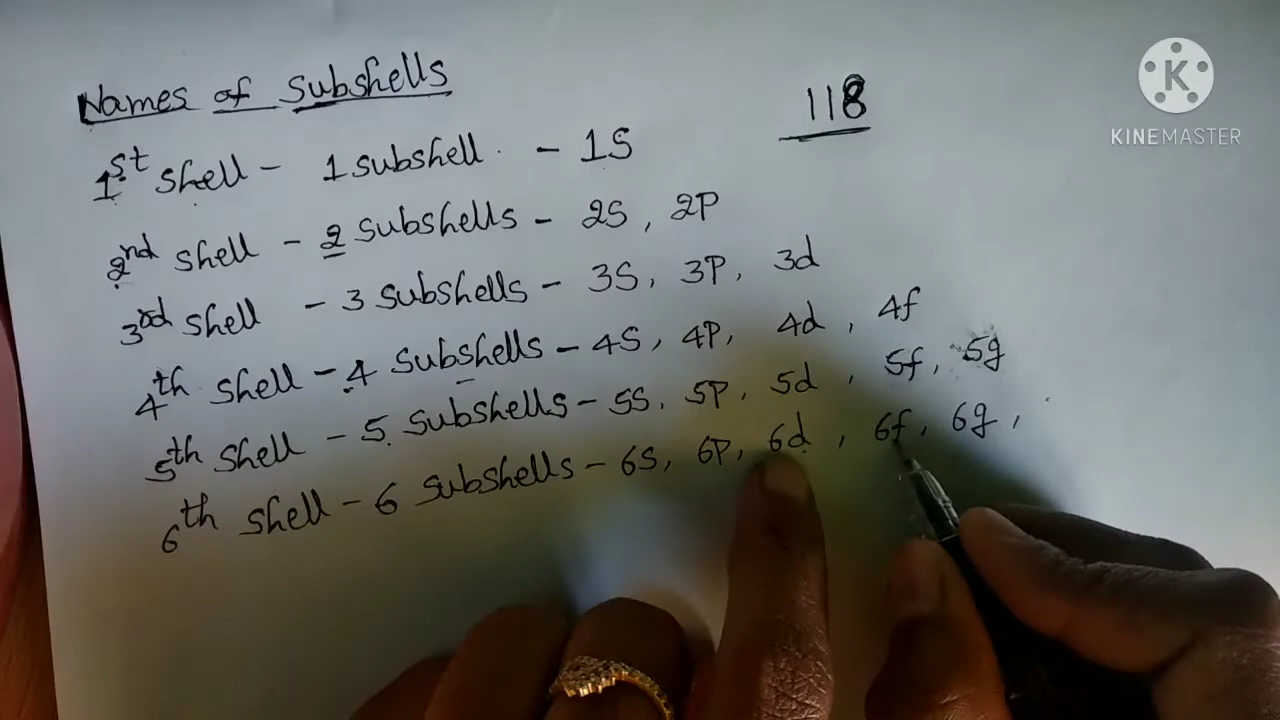 Names of Subshells
118
K
KINEMASTER
1st shell - 1 subshell - 1S
2nd shell - 2 subshells - 2S, 2P
3rd shell - 3 subshells - 3S, 3P, 3d
4th shell - 4 subshells - 4S, 4P, 4d, 4f
5th shell - 5 subshells - 5S, 5P, 5d, 5f, 5g
6th shell - 6 subshells - 6S, 6P, 6d, 6f, 6g,